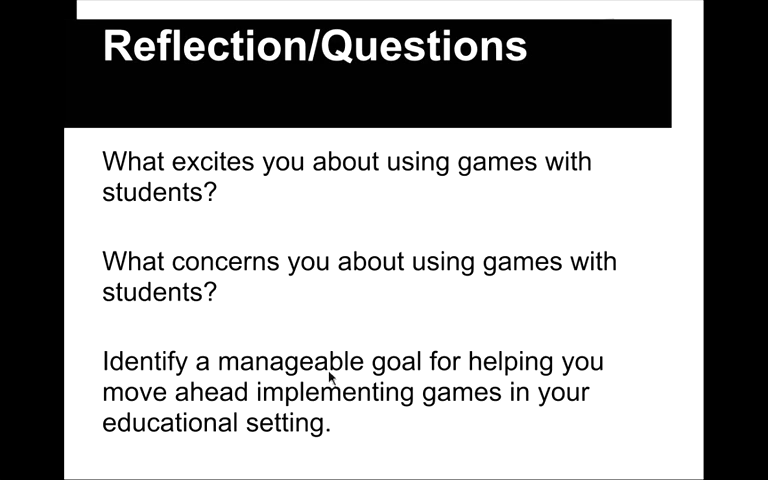 Reflection/Questions
What excites you about using games with
students?
What concerns you about using games with
students?
Identify a manageable goal for helping you
move ahead implementing games in your
educational setting.